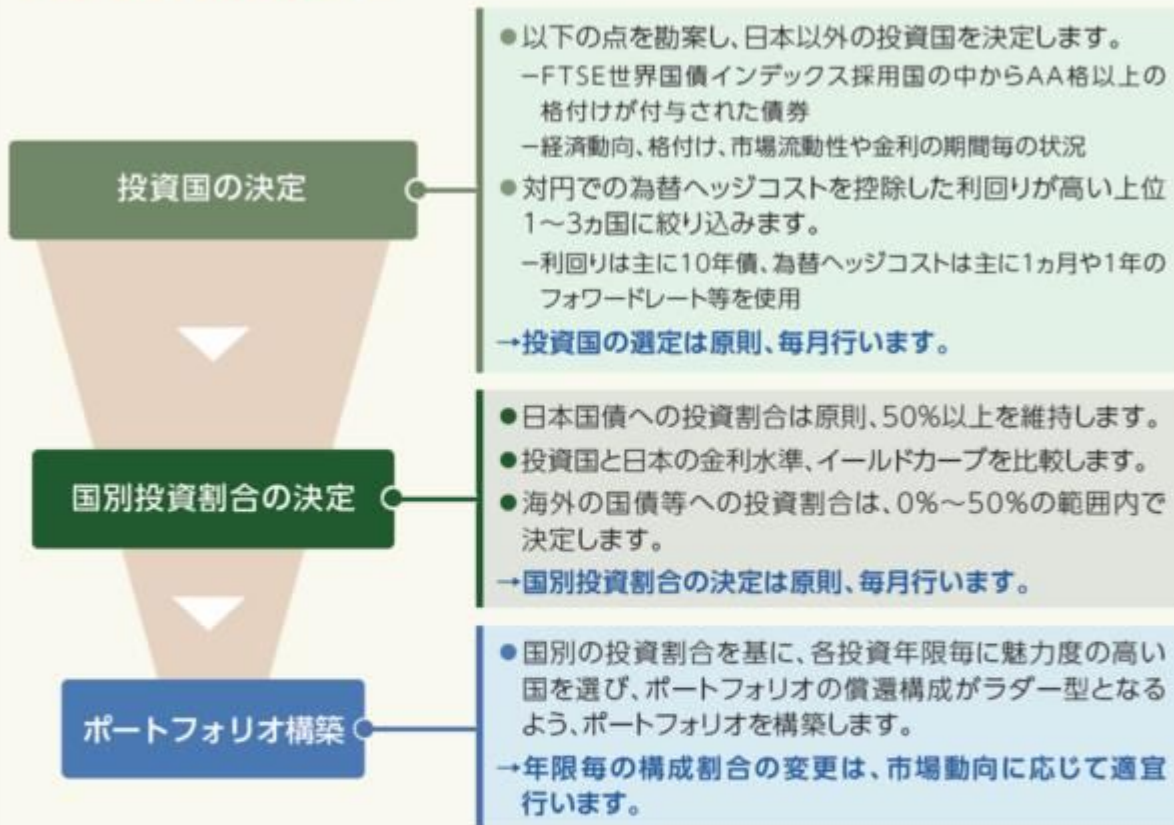 投資国の決定
●以下の点を勘案し、日本以外の投資国を決定します。
−FTSE世界国債インデックス採用国の中からAA格以上の
格付けが付与された債券
−経済動向、格付け、市場流動性や金利の期間毎の状況
●対円での為替ヘッジコストを控除した利回りが高い上位
1～3ヵ国に絞り込みます。
−利回りは主に10年債、為替ヘッジコストは主に1ヵ月や1年の
フォワードレート等を使用
→投資国の選定は原則、毎月行います。
国別投資割合の決定
●日本国債への投資割合は原則、50%以上を維持します。
●投資国と日本の金利水準、イールドカーブを比較します。
●海外の国債等への投資割合は、0%～50%の範囲内で
決定します。
→国別投資割合の決定は原則、毎月行います。
ポートフォリオ構築
●国別の投資割合を基に、各投資年限毎に魅力度の高い
国を選び、ポートフォリオの償還構成がラダー型となる
よう、ポートフォリオを構築します。
→年限毎の構成割合の変更は、市場動向に応じて適宜
行います。